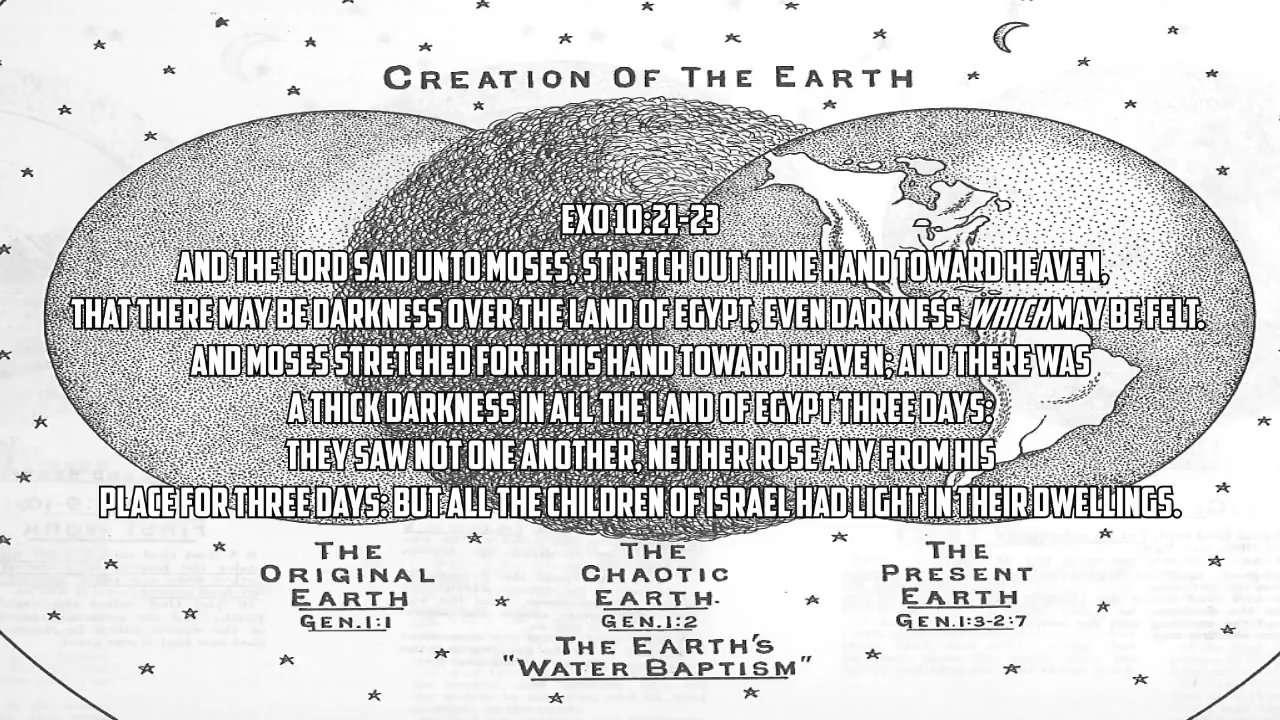 CREATION OF THE EARTH
EXO 10:21-23
AND THE LORD SAID UNTO MOSES, STRETCH OUT THINE HAND TOWARD HEAVEN,
THAT THERE MAY BE DARKNESS OVER THE LAND OF EGYPT, EVEN DARKNESS WHICH MAY BE FELT.
AND MOSES STRETCHED FORTH HIS HAND TOWARD HEAVEN; AND THERE WAS
A THICK DARKNESS IN ALL THE LAND OF EGYPT THREE DAYS:
THEY SAW NOT ONE ANOTHER, NEITHER ROSE ANY FROM HIS
PLACE FOR THREE DAYS: BUT ALL THE CHILDREN OF ISRAEL HAD LIGHT IN THEIR DWELLINGS.
THE
ORIGINAL
EARTH
GEN.1:1
THE
CHAOTIC
EARTH.
GEN.1:2
THE EARTH'S
"WATER BAPTISM"
THE
PRESENT
EARTH
GEN.1:3-2:7